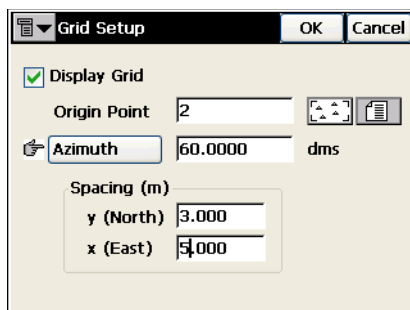 Grid Setup OK Cancel
Display Grid
Origin Point 2
Azimuth 60.0000 dms
Spacing (m)
y (North) 3.000
x (East) 5.000